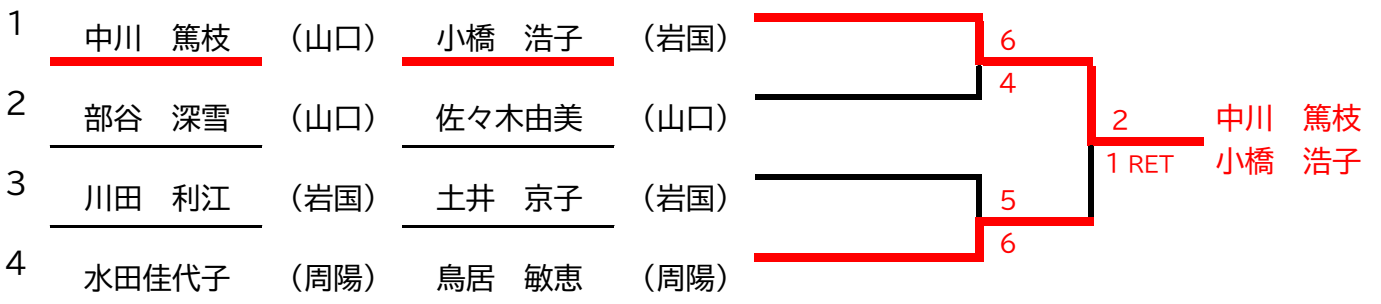 1 中川　篤枝 （山口） 小橋　浩子 （岩国）
6
4
2 部谷　深雪 （山口） 佐々木由美 （山口）
2 中川　篤枝
1 RET 小橋　浩子
3 川田　利江 （岩国） 土井　京子 （岩国）
5
6
4 水田佳代子 （周陽） 鳥居　敏恵 （周陽）